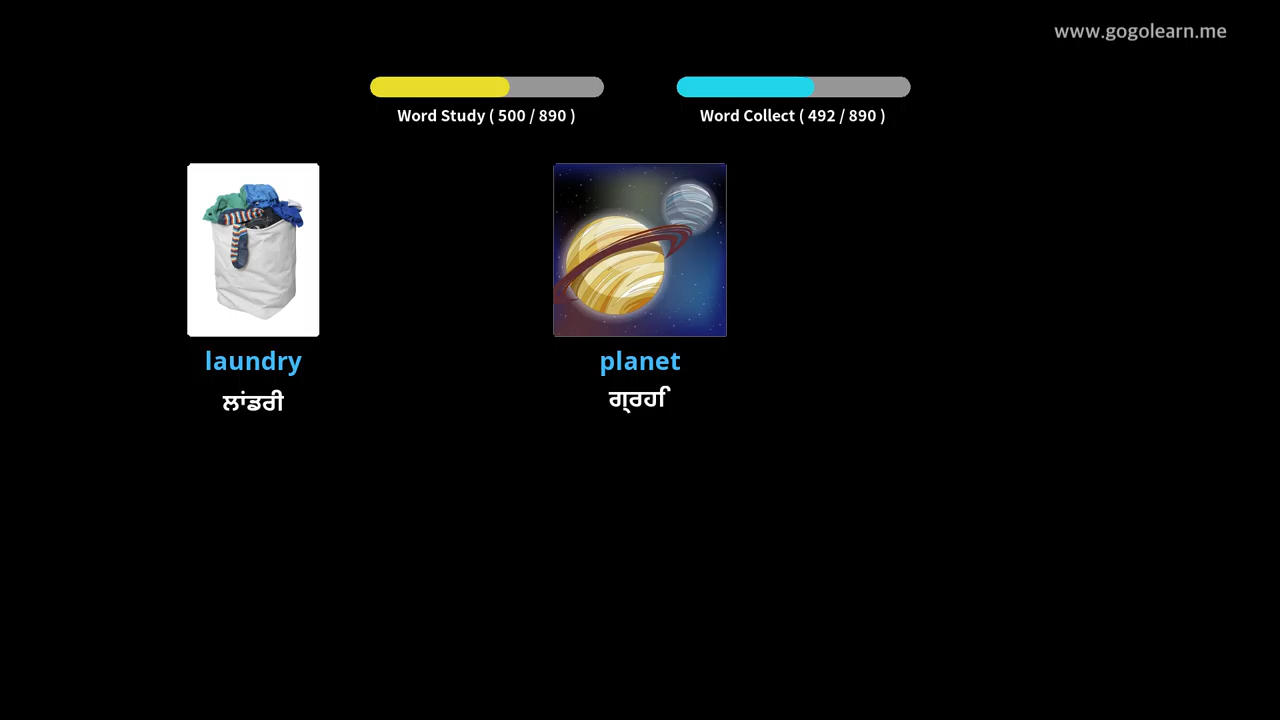 www.gogolearn.me
Word Study ( 500 / 890 )
Word Collect ( 492 / 890 )
laundry
planet
ਲਾਂਡਰੀ
ਗ੍ਰਹਿ